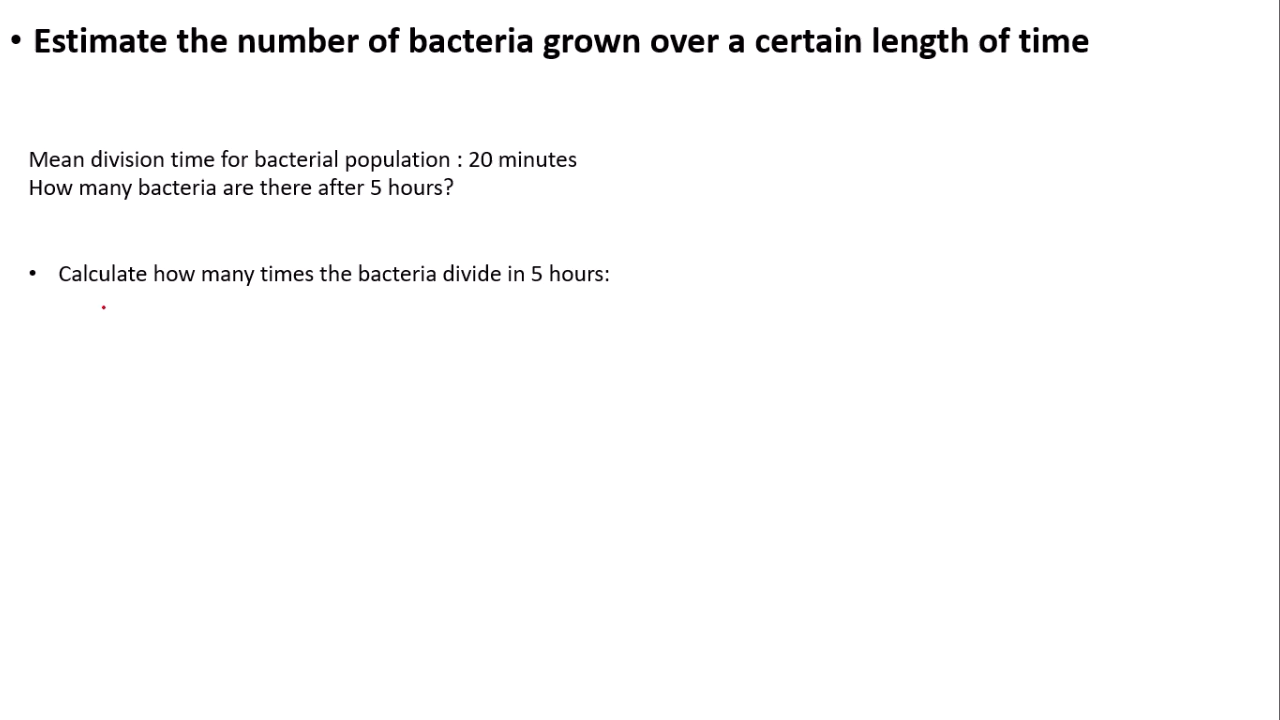 • Estimate the number of bacteria grown over a certain length of time
Mean division time for bacterial population : 20 minutes
How many bacteria are there after 5 hours?
• Calculate how many times the bacteria divide in 5 hours: